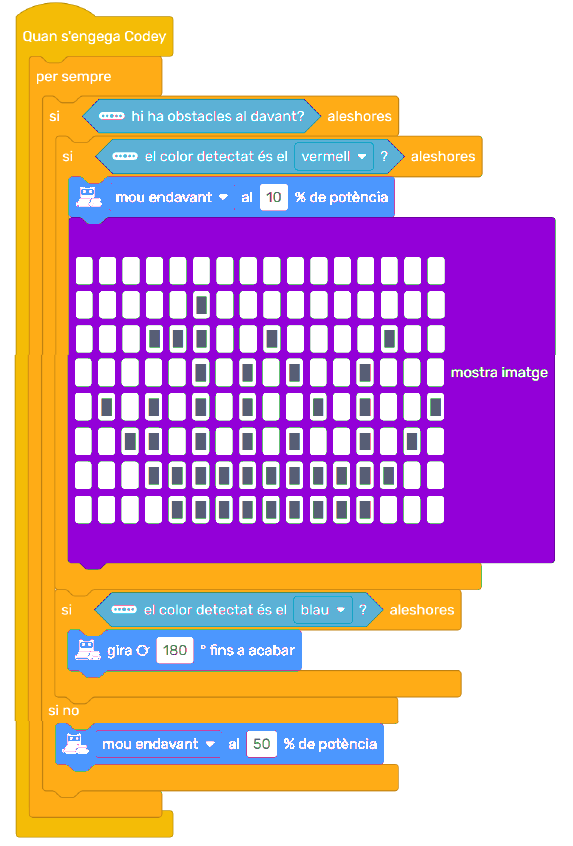 Quan s'engega Codey
per sempre
si hi ha obstacles al davant? aleshores
si el color detectat és el vermell ? aleshores
mou endavant al 10 % de potència
mostra imatge
si el color detectat és el blau ? aleshores
gira 180 ° fins a acabar
si no
mou endavant al 50 % de potència